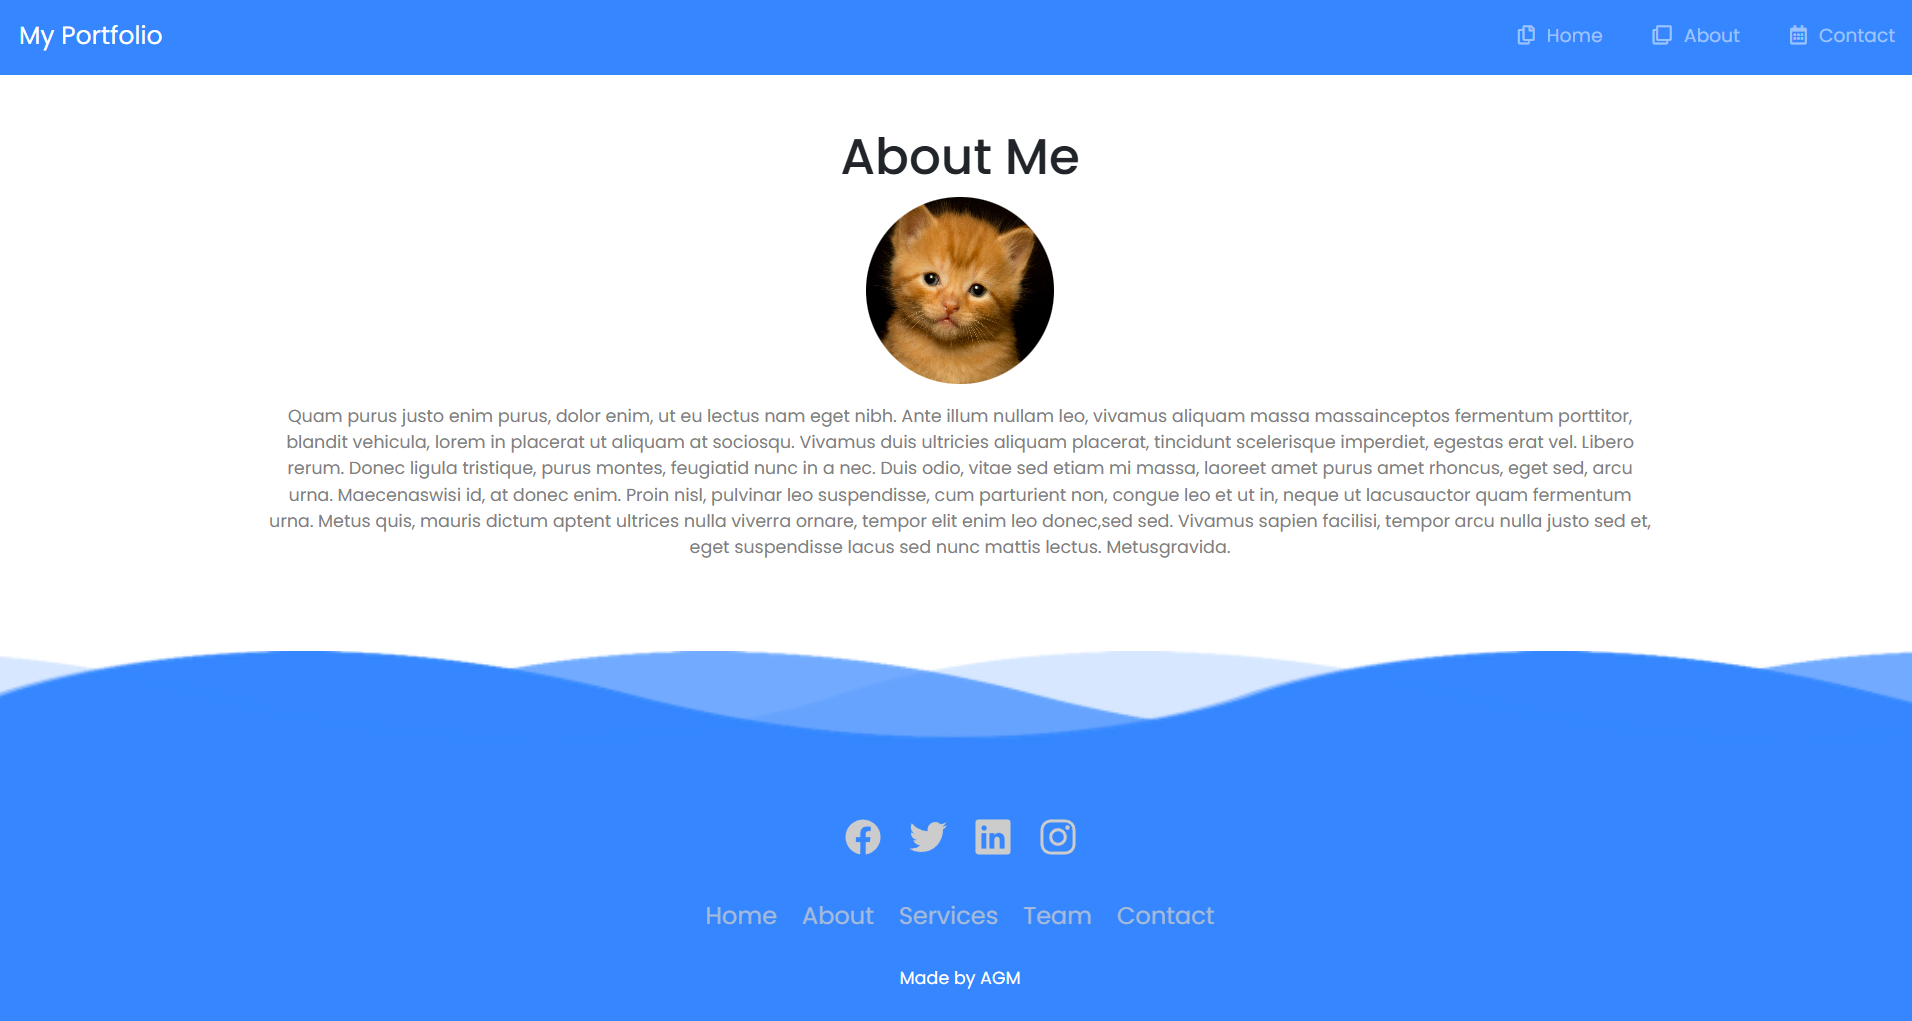 My Portfolio
Home
About
Contact
About Me
Quam purus justo enim purus, dolor enim, ut eu lectus nam eget nibh. Ante illum nullam leo, vivamus aliquam massa massainceptos fermentum porttitor,
blandit vehicula, lorem in placerat ut aliquam at sociosqu. Vivamus duis ultricies aliquam placerat, tincidunt scelerisque imperdiet, egestas erat vel. Libero
rerum. Donec ligula tristique, purus montes, feugiatid nunc in a nec. Duis odio, vitae sed etiam mi massa, laoreet amet purus amet rhoncus, eget sed, arcu
urna. Maecenaswisi id, at donec enim. Proin nisl, pulvinar leo suspendisse, cum parturient non, congue leo et ut in, neque ut lacusauctor quam fermentum
urna. Metus quis, mauris dictum aptent ultrices nulla viverra ornare, tempor elit enim leo donec,sed sed. Vivamus sapien facilisi, tempor arcu nulla justo sed et,
eget suspendisse lacus sed nunc mattis lectus. Metusgravida.
Home About Services Team Contact
Made by AGM